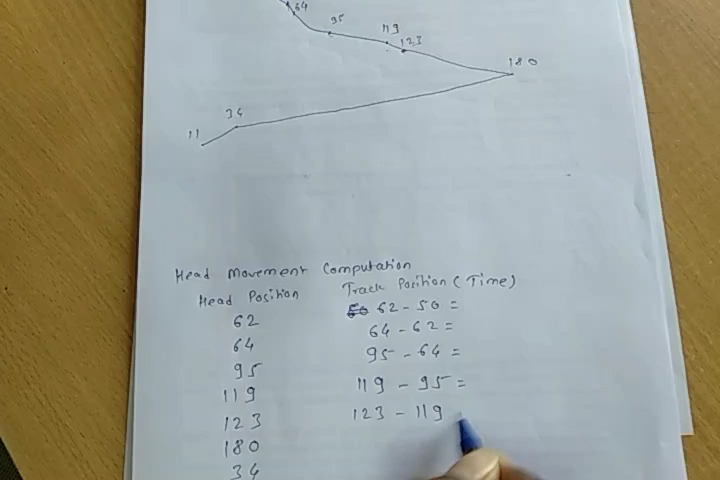 64
95
119
123
180
34
11
Head Movement Computation
Head Position Track Position (Time)
62 62 - 50 =
64 64 - 62 =
95 95 - 64 =
119 119 - 95 =
123 123 - 119
180
34